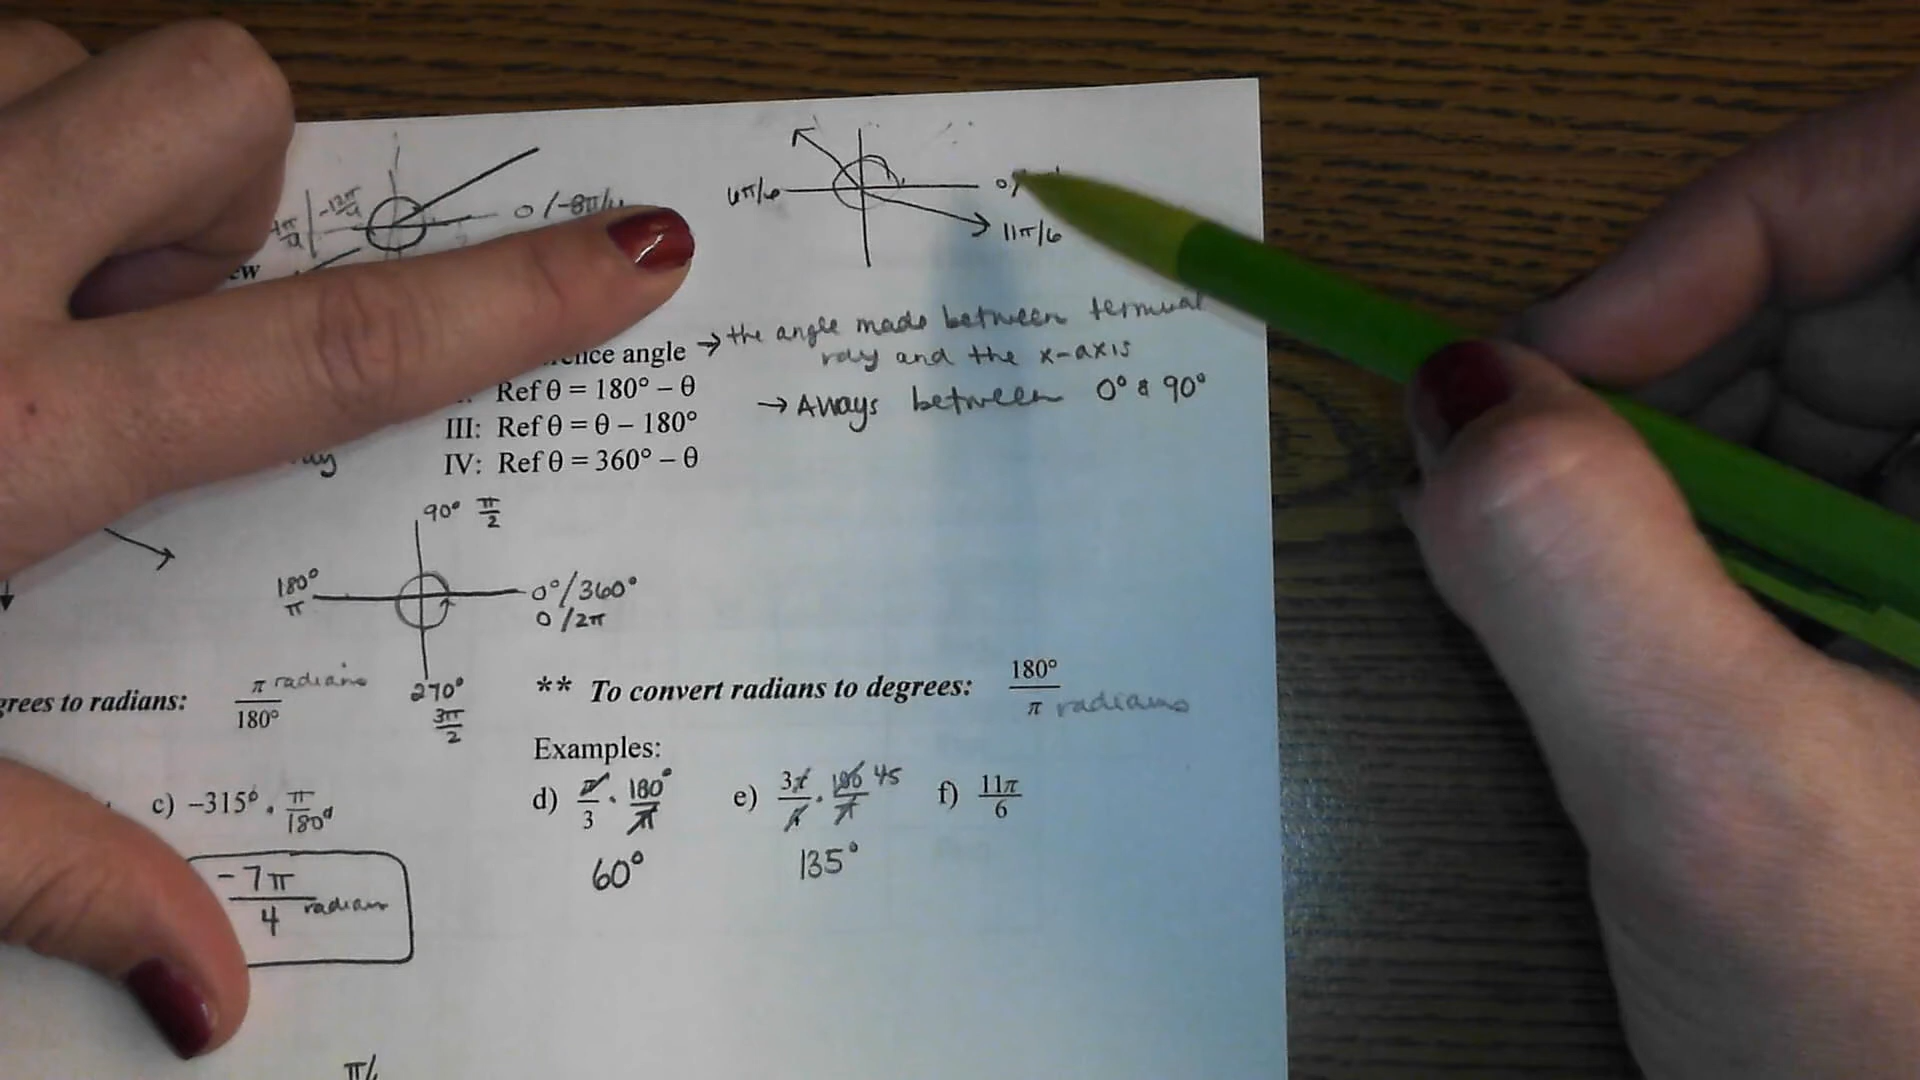 -12π/4
0/-8π/4
6π/6
0/
11π/6
ew
ence angle → the angle made between terminal
ray and the x-axis
Ref θ = 180° – θ
→ Always between 0° & 90°
III: Ref θ = θ – 180°
IV: Ref θ = 360° – θ
90° π/2
180°
π
0°/360°
0/2π
270°
3π/2
grees to radians: π radians/180°
** To convert radians to degrees: 180°/π radians
Examples:
c) –315° · π/180°
d) π/3 · 180°/π
e) 3π/4 · 180/π 45
f) 11π/6
-7π/4 radians
60°
135°
π/